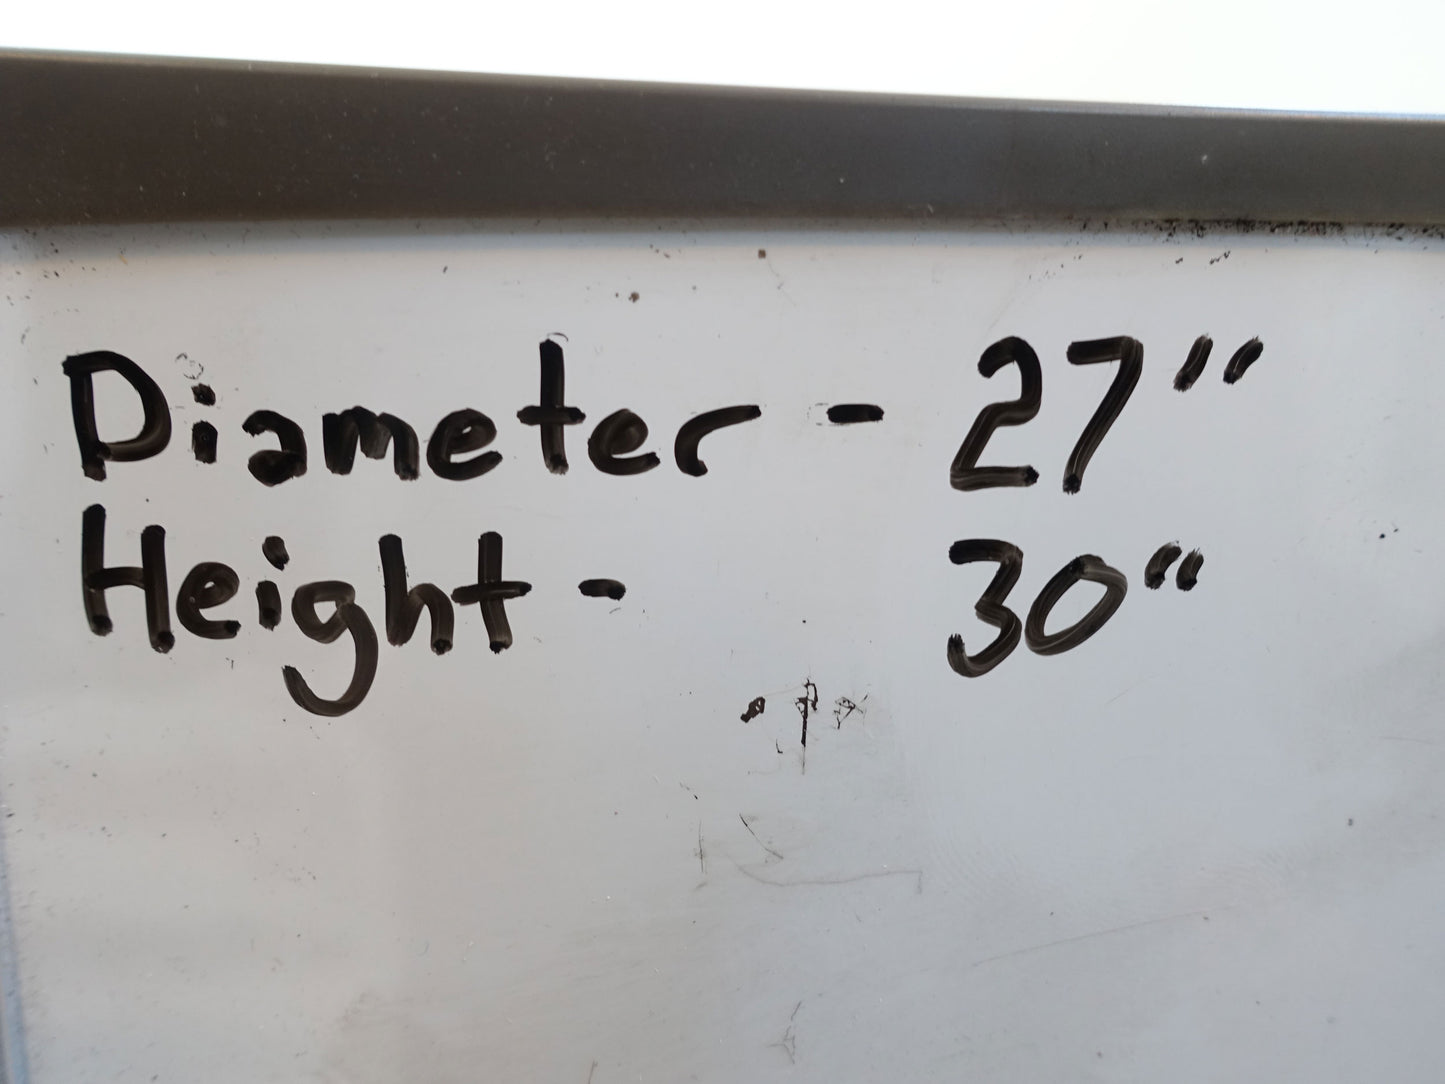 Diameter - 27"
Height - 30"